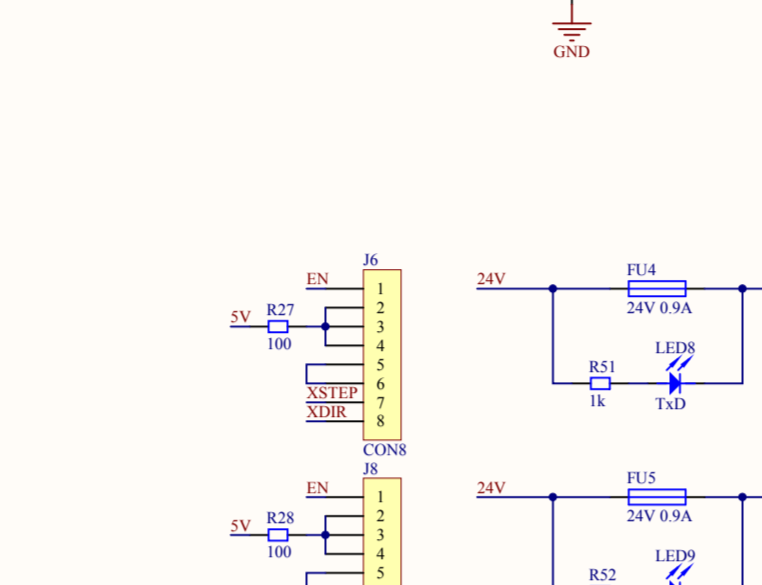 GND
J6
EN
1
2
5V
R27
3
100
4
5
6
XSTEP
7
XDIR
8
CON8
24V
FU4
24V 0.9A
LED8
R51
1k
TxD
J8
EN
1
2
5V
R28
3
100
4
5
24V
FU5
24V 0.9A
LED9
R52